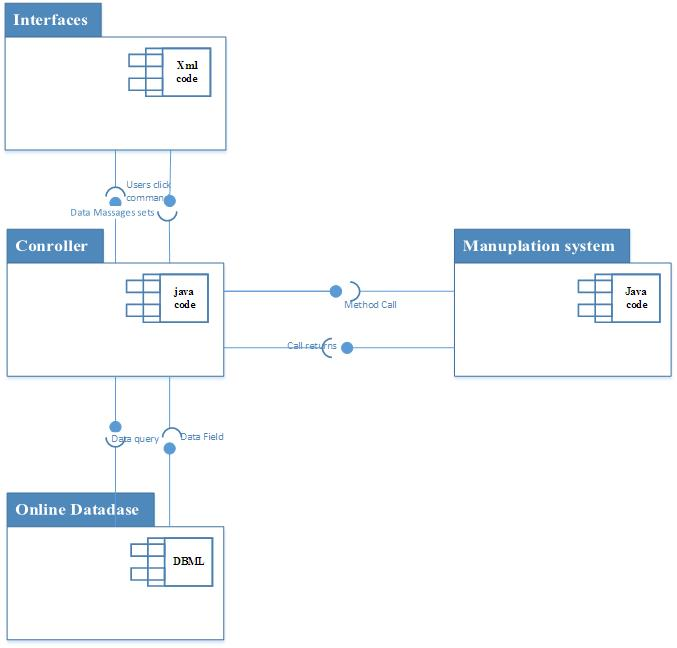 Interfaces
Xml
code
Users click
command
Data Massages sets
Conroller
java
code
Manuplation system
Java
code
Method Call
Call returns
Data query
Data Field
Online Datadase
DBML